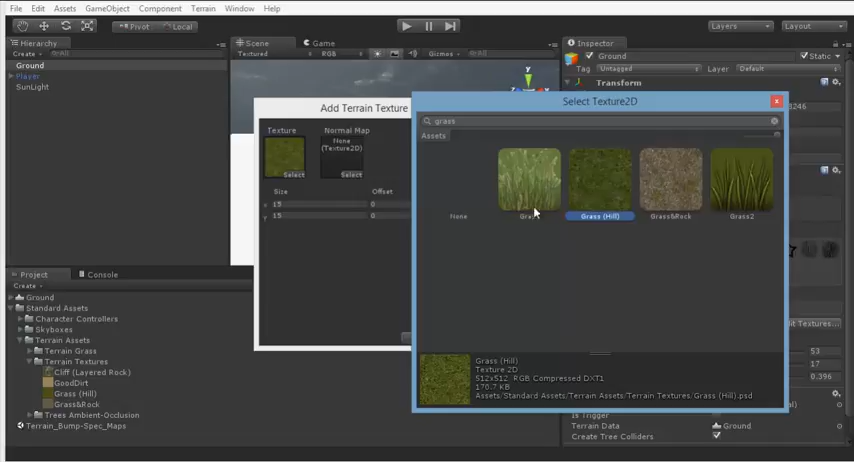 File Edit Assets GameObject Component Terrain Window Help
Pivot Local Layers Layout
Hierarchy Scene Game Inspector
Create All Textured RGB Gizmos All Ground Static
Ground Tag Untagged Layer Default
Player y Transform
SunLight
Add Terrain Texture Select Texture2D
3246
grass
Texture Normal Map Assets
None
(Texture2D)
Select Select
Size Offset
x 15 0
y 15 0
None Grass (Hill) Grass&Rock Grass2
Project Console
Create
Ground
Standard Assets
Character Controllers
Skyboxes
Terrain Assets
Terrain Grass
Terrain Textures
Cliff (Layered Rock)
GoodDirt
Grass (Hill)
Grass&Rock
Trees Ambient-Occlusion
Terrain_Bump-Spec_Maps
Textures...
53
17
0.396
Grass (Hill)
Texture 2D
512x512 RGB Compressed DXT1
170.7 KB
Assets/Standard Assets/Terrain Assets/Terrain Textures/Grass (Hill).psd
Is Trigger
Terrain Data Ground
Create Tree Colliders